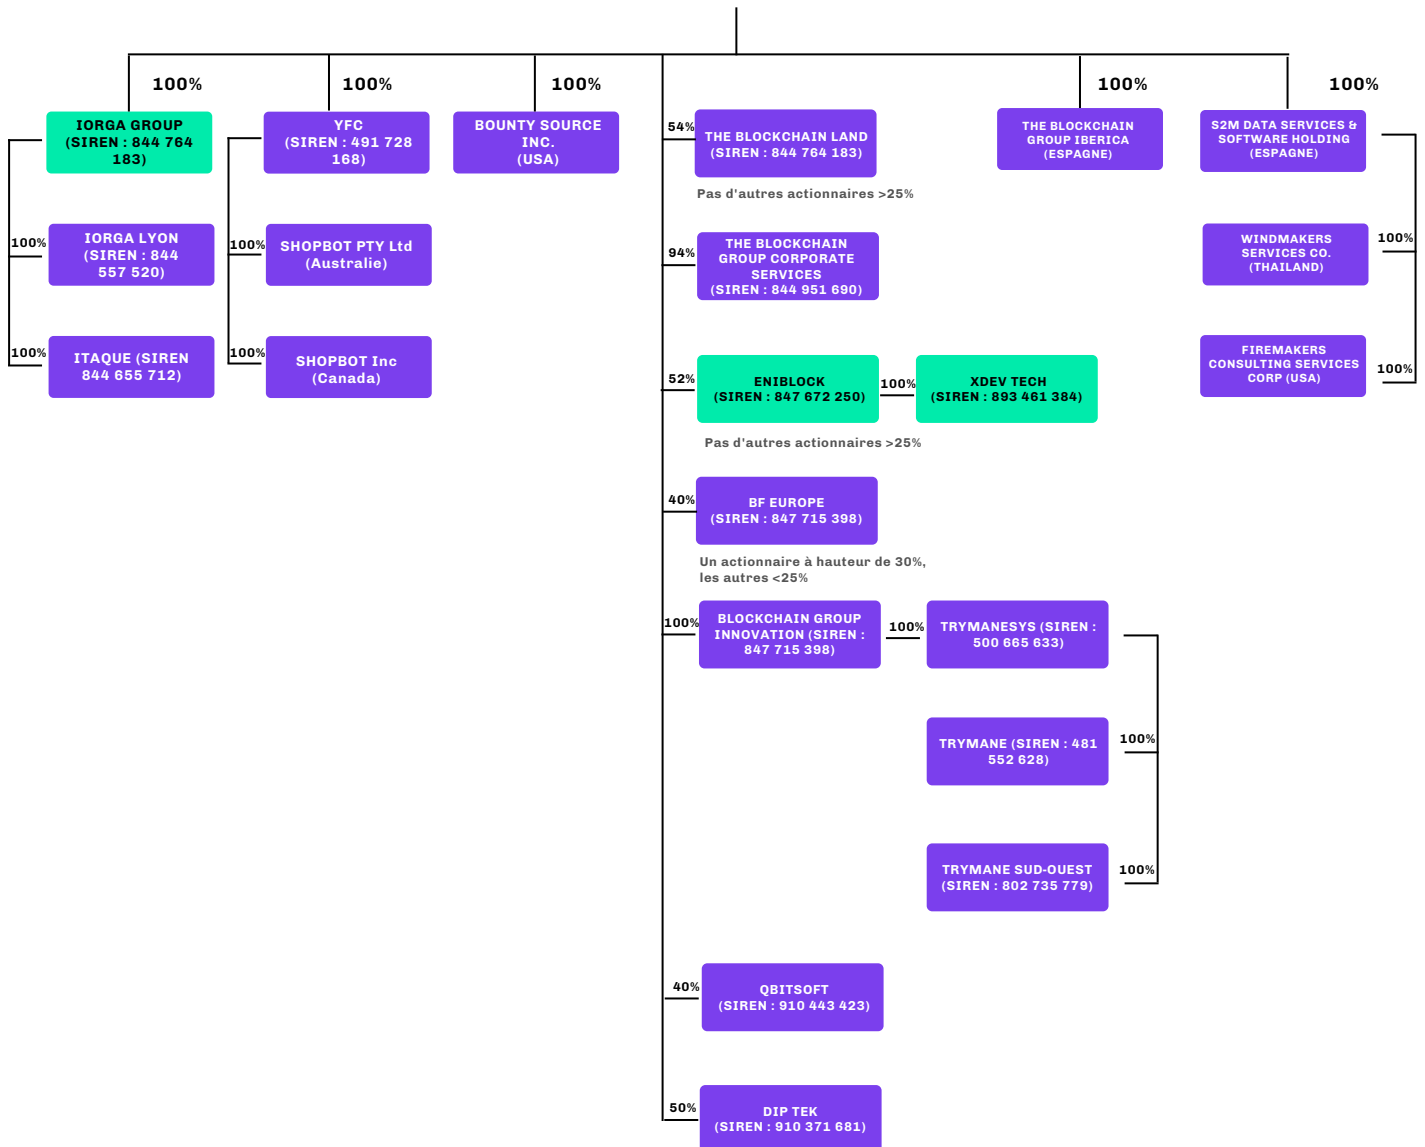 100%
IORGA GROUP
(SIREN : 844 764
183)
100%
IORGA LYON
(SIREN : 844
557 520)
100%
ITAQUE (SIREN
844 655 712)
100%
YFC
(SIREN : 491 728
168)
100%
SHOPBOT PTY Ltd
(Australie)
100%
SHOPBOT Inc
(Canada)
100%
BOUNTY SOURCE
INC.
(USA)
54%
THE BLOCKCHAIN LAND
(SIREN : 844 764 183)
Pas d'autres actionnaires >25%
94%
THE BLOCKCHAIN
GROUP CORPORATE
SERVICES
(SIREN : 844 951 690)
52%
ENIBLOCK
(SIREN : 847 672 250)
100%
XDEV TECH
(SIREN : 893 461 384)
Pas d'autres actionnaires >25%
40%
BF EUROPE
(SIREN : 847 715 398)
Un actionnaire à hauteur de 30%,
les autres <25%
100%
BLOCKCHAIN GROUP
INNOVATION (SIREN :
847 715 398)
100%
TRYMANESYS (SIREN :
500 665 633)
TRYMANE (SIREN : 481
552 628)
100%
TRYMANE SUD-OUEST
(SIREN : 802 735 779)
100%
40%
QBITSOFT
(SIREN : 910 443 423)
50%
DIP TEK
(SIREN : 910 371 681)
100%
THE BLOCKCHAIN
GROUP IBERICA
(ESPAGNE)
100%
S2M DATA SERVICES &
SOFTWARE HOLDING
(ESPAGNE)
WINDMAKERS
SERVICES CO.
(THAILAND)
100%
FIREMAKERS
CONSULTING SERVICES
CORP (USA)
100%